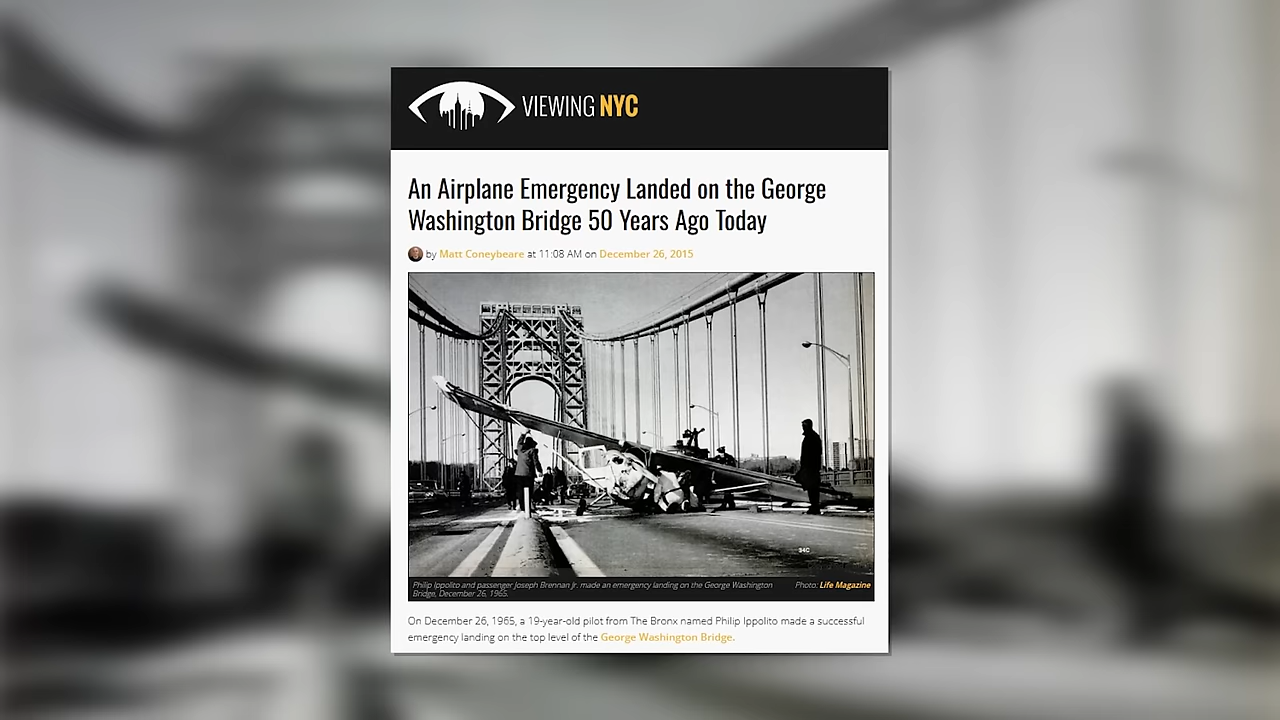 VIEWING NYC
An Airplane Emergency Landed on the George
Washington Bridge 50 Years Ago Today
by Matt Coneybeare at 11:08 AM on December 26, 2015
Philip Ippolito and passenger Joseph Brennan Jr. made an emergency landing on the George Washington
Bridge, December 26, 1965.
Photo: Life Magazine
On December 26, 1965, a 19-year-old pilot from The Bronx named Philip Ippolito made a successful
emergency landing on the top level of the George Washington Bridge.